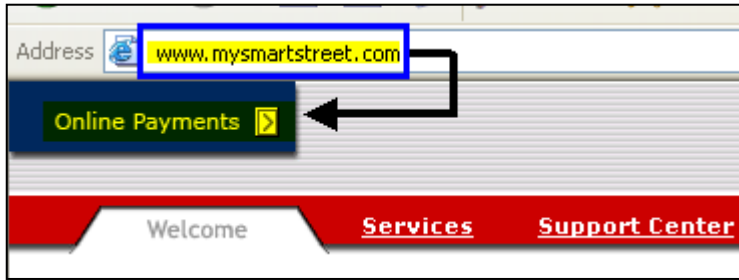 Address www.mysmartstreet.com
Online Payments
Welcome Services Support Center